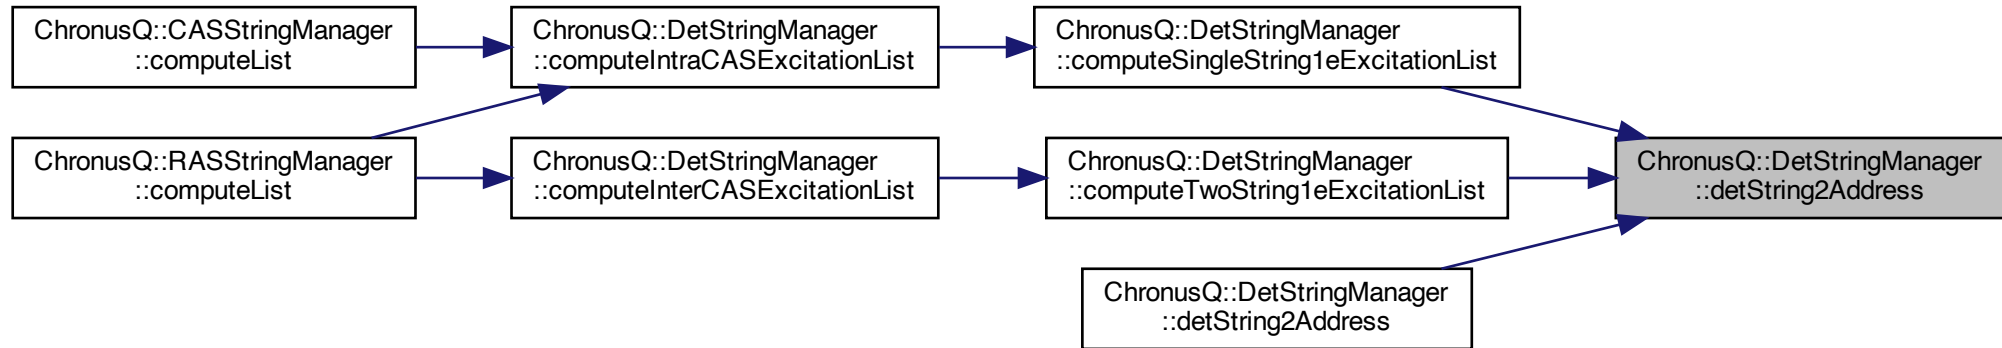 ChronusQ::CASStringManager
::computeList
ChronusQ::DetStringManager
::computeIntraCASExcitationList
ChronusQ::DetStringManager
::computeSingleString1eExcitationList
ChronusQ::RASStringManager
::computeList
ChronusQ::DetStringManager
::computeInterCASExcitationList
ChronusQ::DetStringManager
::computeTwoString1eExcitationList
ChronusQ::DetStringManager
::detString2Address
ChronusQ::DetStringManager
::detString2Address